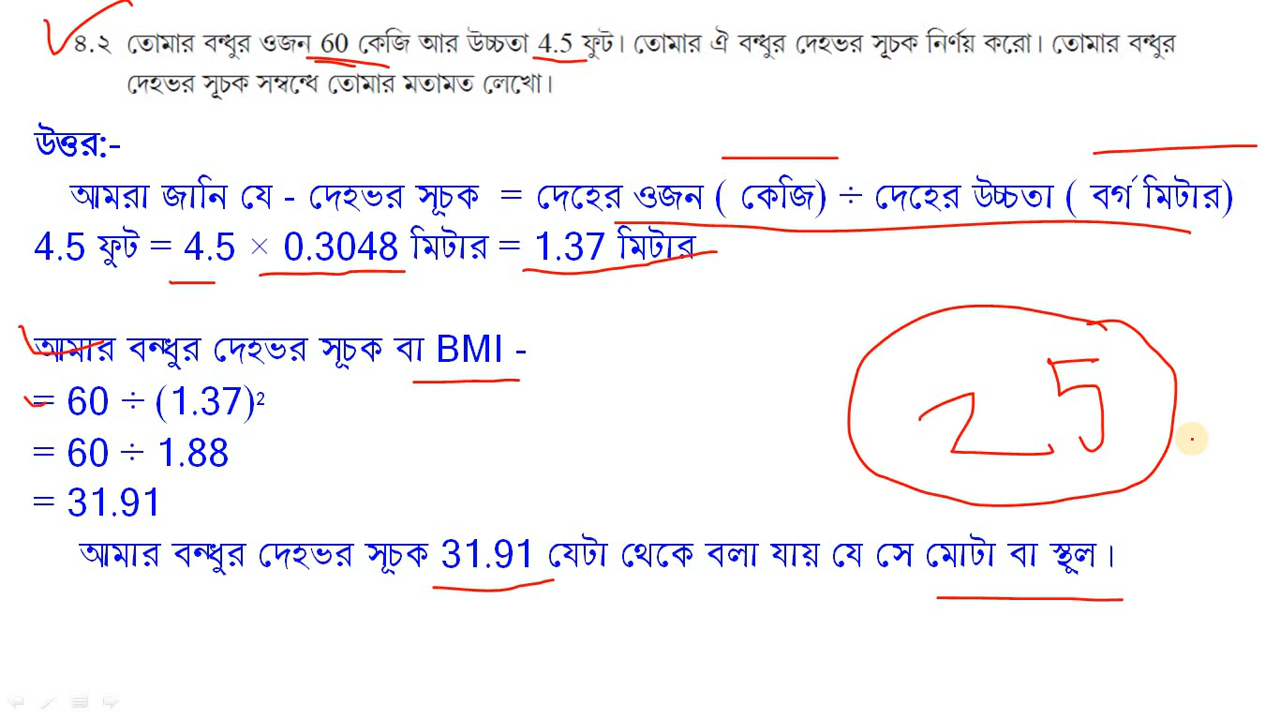 ৪.২ তোমার বন্ধুর ওজন 60 কেজি আর উচ্চতা 4.5 ফুট। তোমার ঐ বন্ধুর দেহভর সূচক নির্ণয় করো। তোমার বন্ধুর
দেহভর সূচক সম্বন্ধে তোমার মতামত লেখো।
উত্তর:-
আমরা জানি যে - দেহভর সূচক = দেহের ওজন ( কেজি) ÷ দেহের উচ্চতা ( বর্গ মিটার)
4.5 ফুট = 4.5 × 0.3048 মিটার = 1.37 মিটার
আমার বন্ধুর দেহভর সূচক বা BMI -
= 60 ÷ (1.37)²
25
= 60 ÷ 1.88
= 31.91
আমার বন্ধুর দেহভর সূচক 31.91 যেটা থেকে বলা যায় যে সে মোটা বা স্থূল।